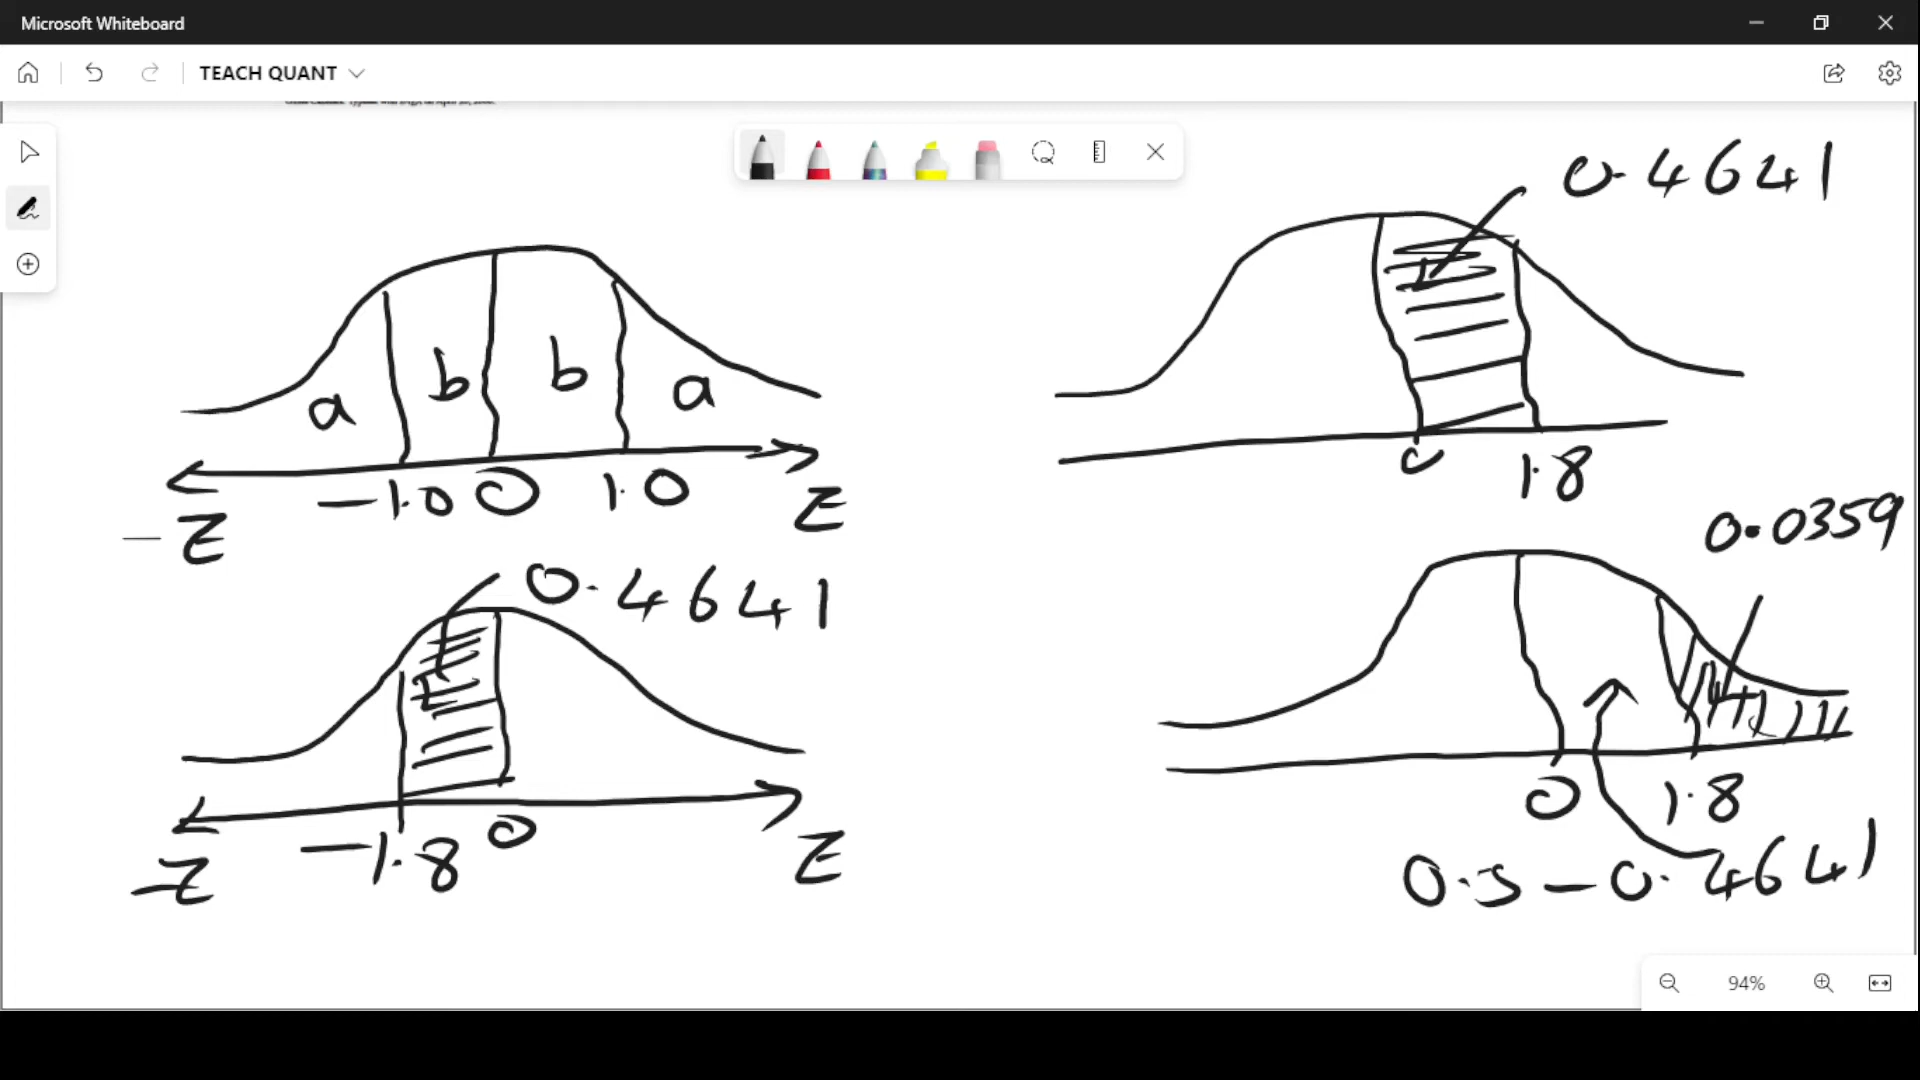 Microsoft Whiteboard
TEACH QUANT
0.4641
a b b a
-1.0 0 1.0
-Z Z
0 1.8
0.0359
0.4641
-1.8 0
-Z Z
0 1.8
0.5 - 0.4641
94%